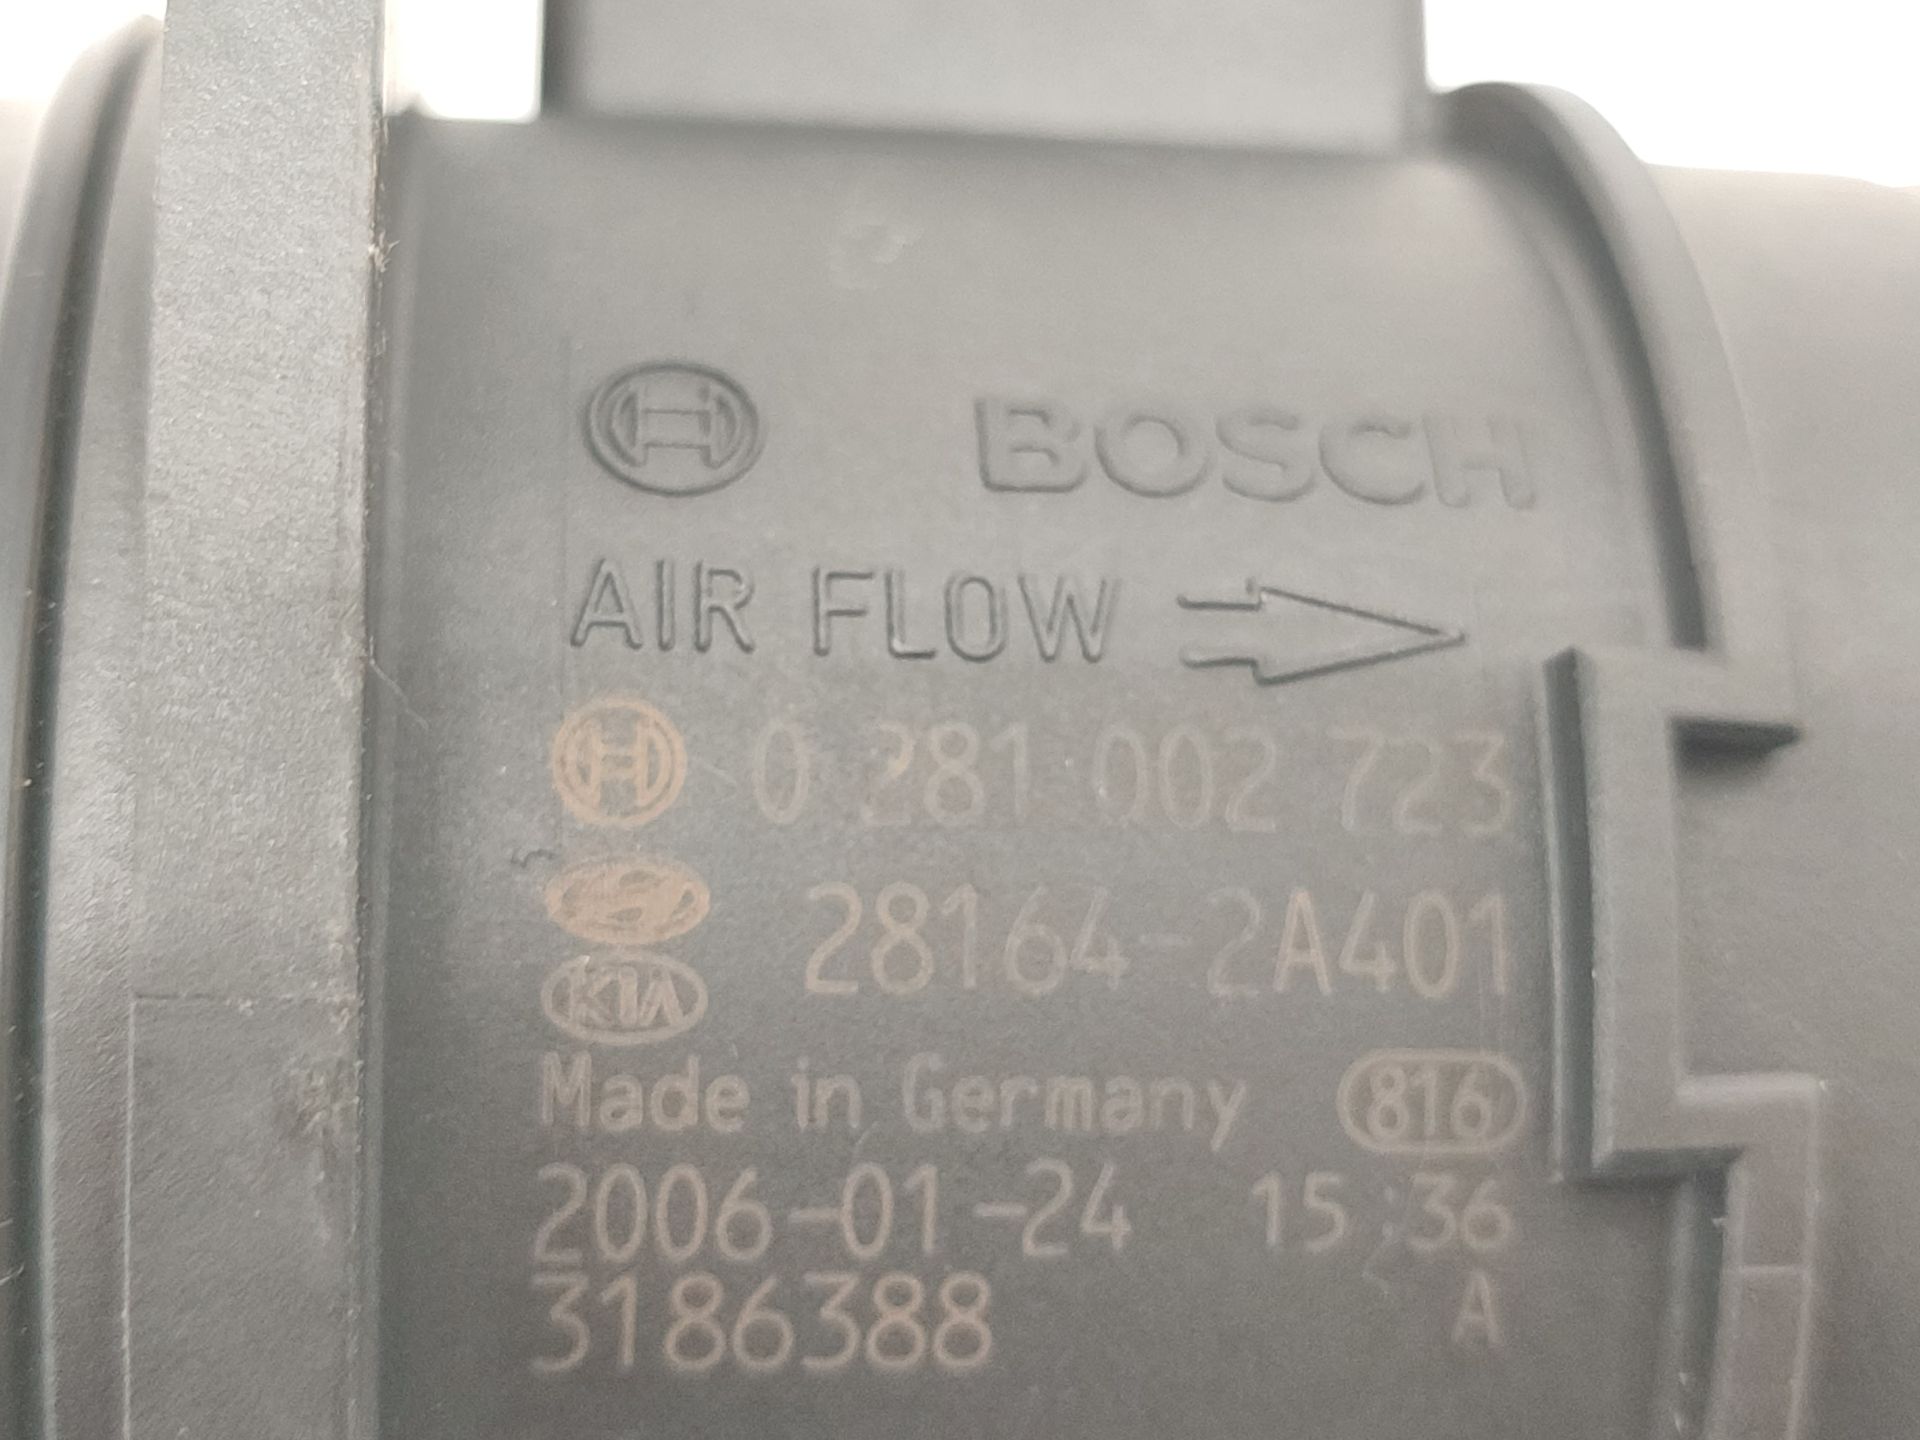 BOSCH
AIR FLOW
0 281 002 723
28164-2A401
KIA
Made in Germany 816
2006-01-24 15:36
3186388 A